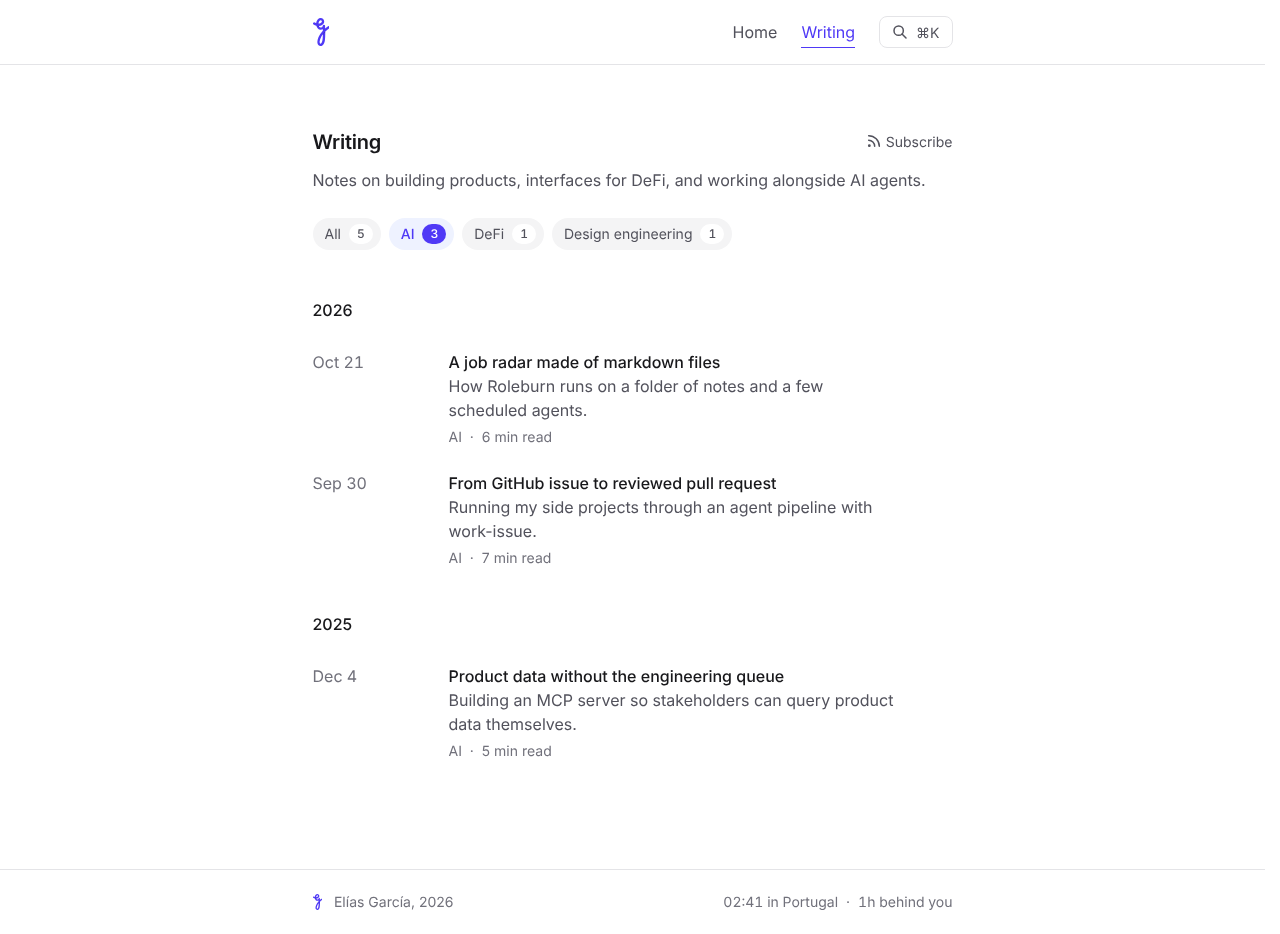 Home Writing ⌘K
Writing Subscribe
Notes on building products, interfaces for DeFi, and working alongside AI agents.
All 5 AI 3 DeFi 1 Design engineering 1
2026
Oct 21 A job radar made of markdown files
How Roleburn runs on a folder of notes and a few
scheduled agents.
AI · 6 min read
Sep 30 From GitHub issue to reviewed pull request
Running my side projects through an agent pipeline with
work-issue.
AI · 7 min read
2025
Dec 4 Product data without the engineering queue
Building an MCP server so stakeholders can query product
data themselves.
AI · 5 min read
Elías García, 2026 02:41 in Portugal · 1h behind you